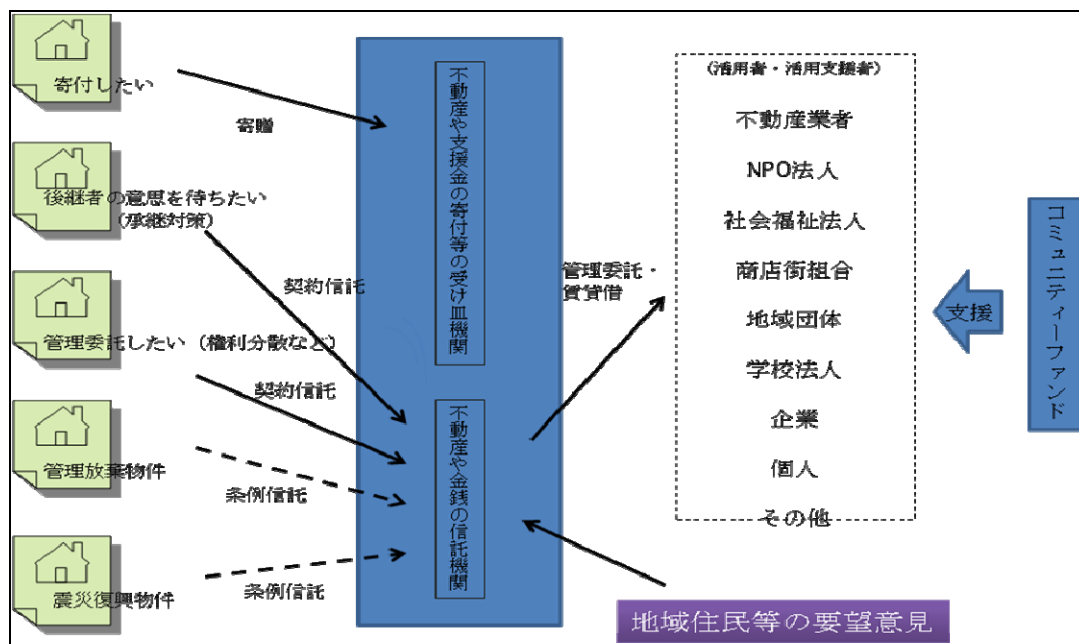 寄付したい
寄贈
後継者の意思を待ちたい
(承継対策)
契約信託
管理委託したい(権利分散など)
契約信託
管理放棄物件
条例信託
震災復興物件
条例信託
不動産や支援金の寄付等の受け皿機関
不動産や金銭の信託機関
管理委託・
賃貸借
(活用者・活用支援者)
不動産業者
NPO法人
社会福祉法人
商店街組合
地域団体
学校法人
企業
個人
その他
支援
コミュニティーファンド
地域住民等の要望意見